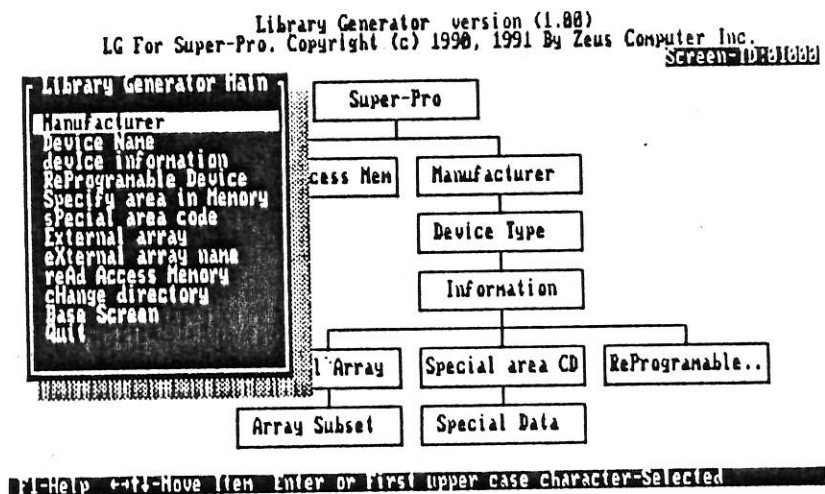 Library Generator version (1.00)
LG For Super-Pro. Copyright (c) 1990, 1991 By Zeus Computer Inc.
Screen-ID:01000
Library Generator Main
Manufacturer
Device Name
devIce information
ReProgramable Device
Specify area in Memory
sPecial area code
External array
eXternal array name
reAd Access Memory
cHange directory
Base Screen
Quit
Super-Pro
cess Mem
Manufacturer
Device Type
Information
l Array
Special area CD
ReProgramable..
Array Subset
Special Data
F1-Help ←→↑↓-Move Item Enter or First upper case character-Selected